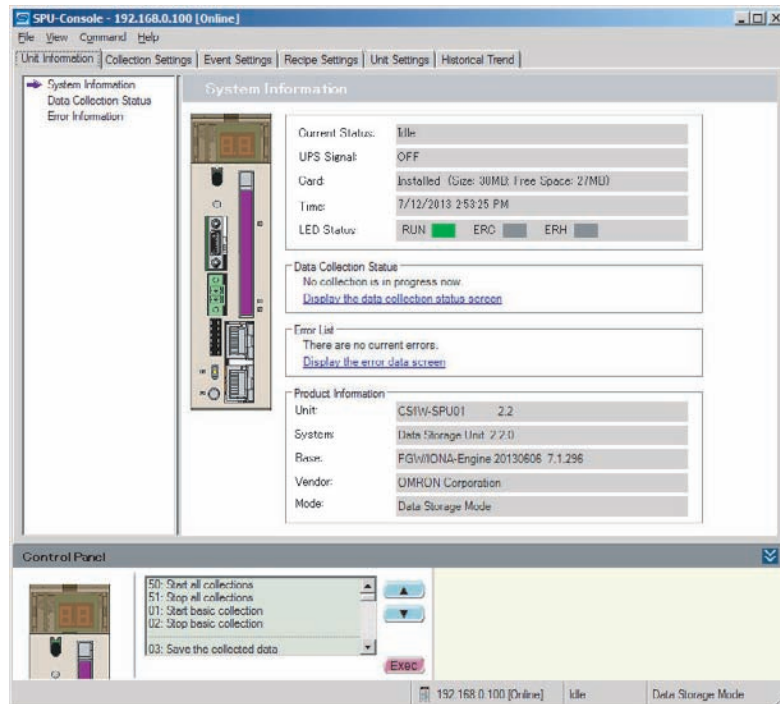 SPU-Console - 192.168.0.100 [Online]
File View Command Help
Unit Information Collection Settings Event Settings Recipe Settings Unit Settings Historical Trend
System Information
Data Collection Status
Error Information
System Information
Current Status: Idle
UPS Signal: OFF
Card: Installed (Size: 30MB; Free Space: 27MB)
Time: 7/12/2013 2:53:25 PM
LED Status: RUN ERC ERH
Data Collection Status
No collection is in progress now.
Display the data collection status screen
Error List
There are no current errors.
Display the error data screen
Product Information
Unit: CS1W-SPU01 2.2
System: Data Storage Unit 2.2.0
Base: FGW/IONA-Engine 20130606 7.1.296
Vendor: OMRON Corporation
Mode: Data Storage Mode
Control Panel
50: Start all collections
51: Stop all collections
01: Start basic collection
02: Stop basic collection
03: Save the collected data
Exec
192.168.0.100 [Online] Idle Data Storage Mode